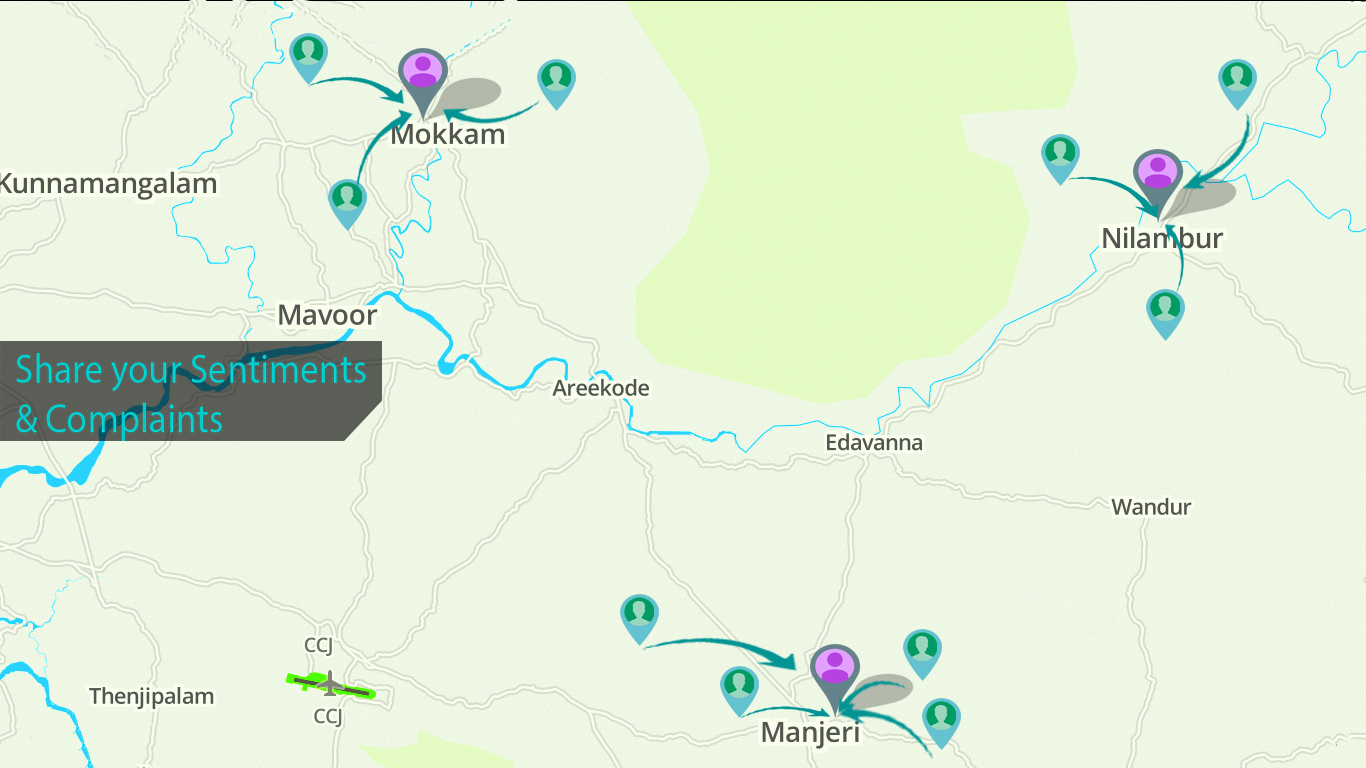 Mokkam
Kunnamangalam
Nilambur
Mavoor
Share your Sentiments
& Complaints
Areekode
Edavanna
Wandur
CCJ
Thenjipalam
CCJ
Manjeri